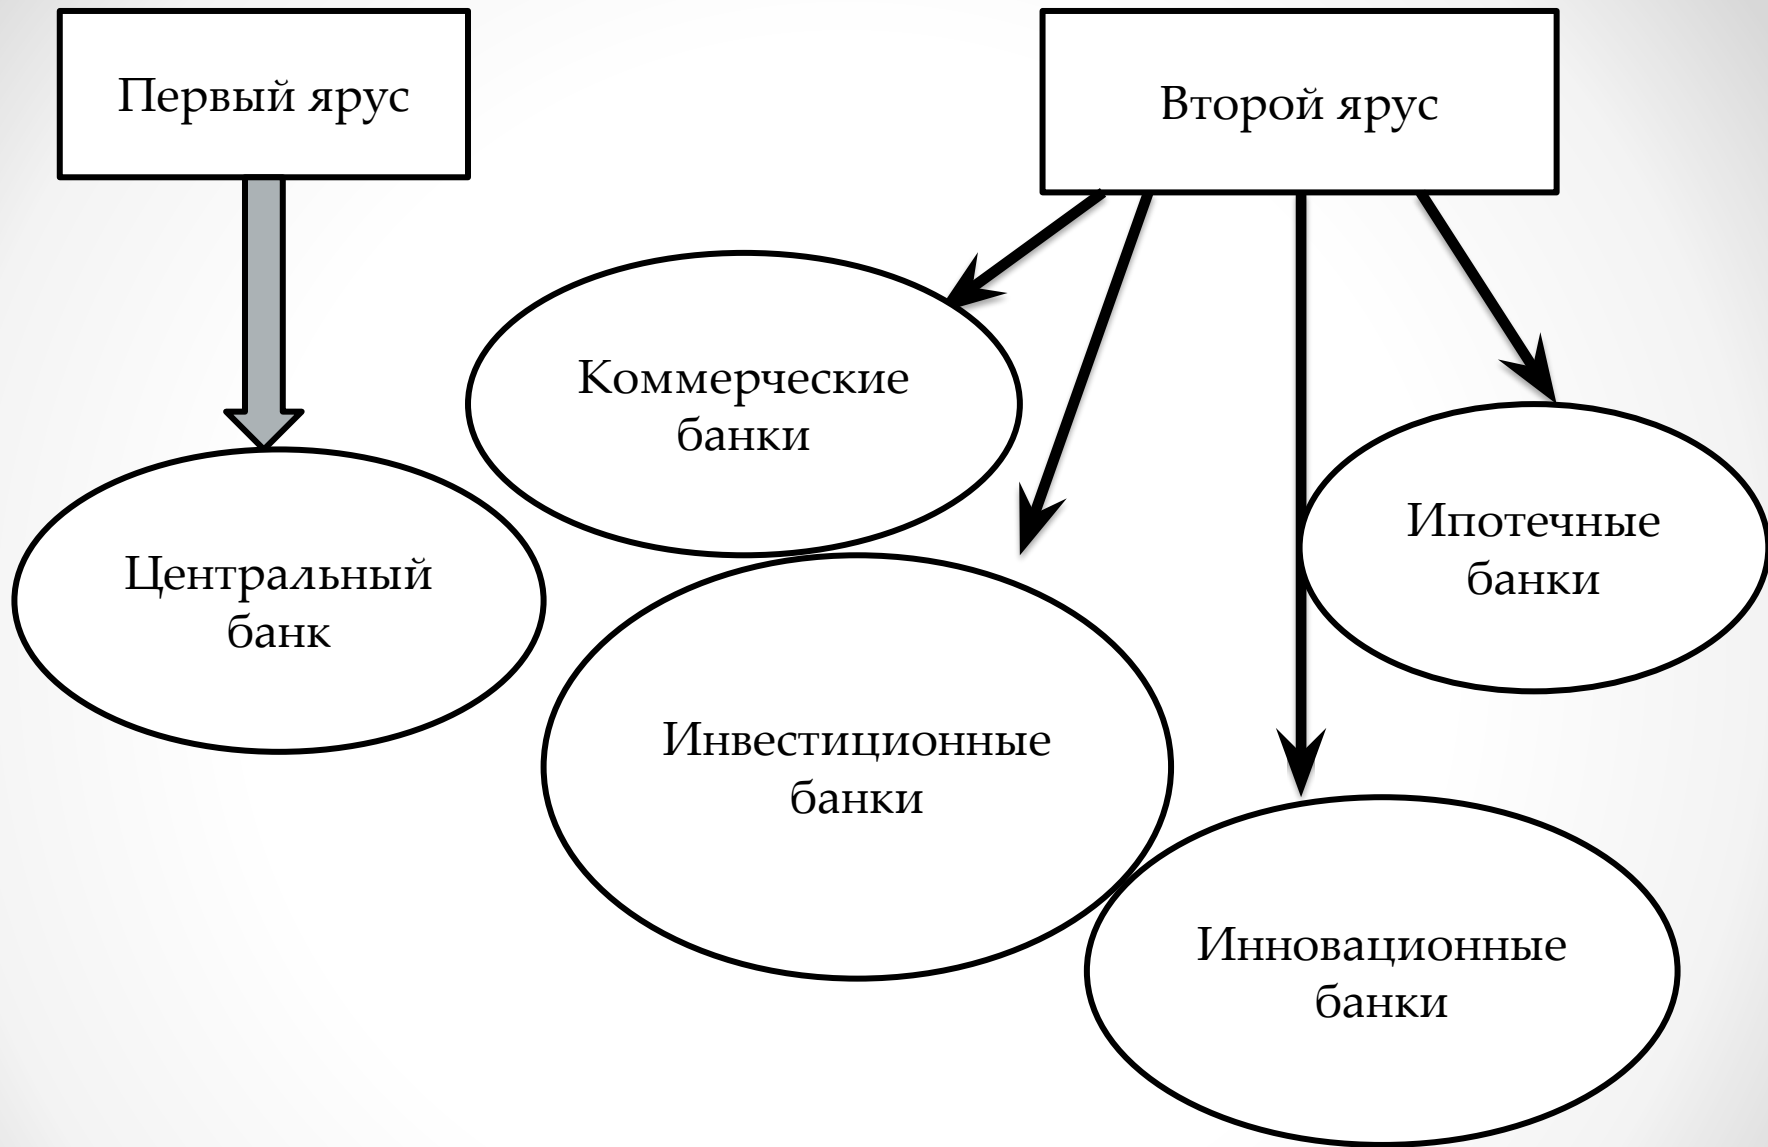 Первый ярус
Второй ярус
Коммерческие
банки
Центральный
банк
Ипотечные
банки
Инвестиционные
банки
Инновационные
банки